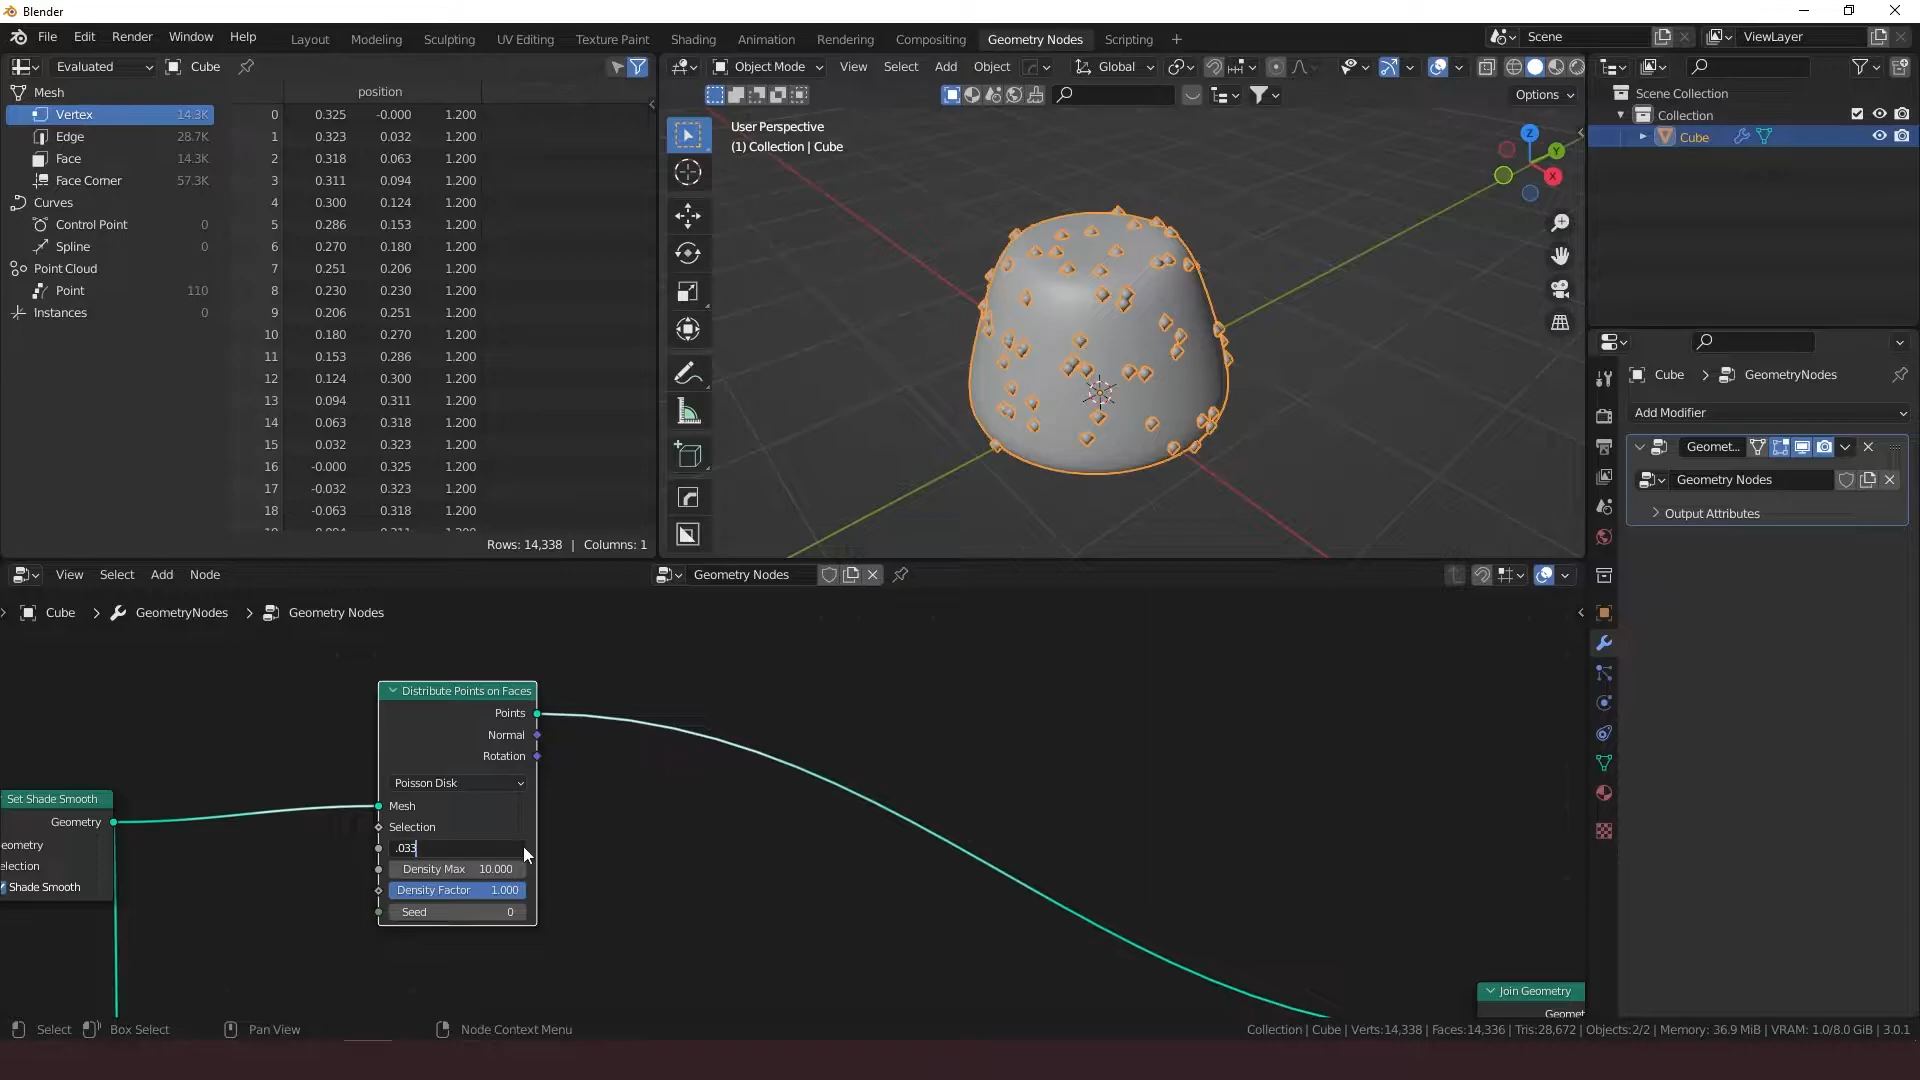 Blender
File Edit Render Window Help Layout Modeling Sculpting UV Editing Texture Paint Shading Animation Rendering Compositing Geometry Nodes Scripting + Scene ViewLayer
Evaluated Cube
Object Mode View Select Add Object Global
Options
Mesh
Vertex 14.3K
Edge 28.7K
Face 14.3K
Face Corner 57.3K
Curves
Control Point 0
Spline 0
Point Cloud
Point 110
Instances 0
position
0 0.325 -0.000 1.200
1 0.323 0.032 1.200
2 0.318 0.063 1.200
3 0.311 0.094 1.200
4 0.300 0.124 1.200
5 0.286 0.153 1.200
6 0.270 0.180 1.200
7 0.251 0.206 1.200
8 0.230 0.230 1.200
9 0.206 0.251 1.200
10 0.180 0.270 1.200
11 0.153 0.286 1.200
12 0.124 0.300 1.200
13 0.094 0.311 1.200
14 0.063 0.318 1.200
15 0.032 0.323 1.200
16 -0.000 0.325 1.200
17 -0.032 0.323 1.200
18 -0.063 0.318 1.200
Rows: 14,338 | Columns: 1
User Perspective
(1) Collection | Cube
Z
Y
X
Scene Collection
Collection
Cube
Cube > GeometryNodes
Add Modifier
Geomet...
Geometry Nodes
Output Attributes
View Select Add Node
Geometry Nodes
Cube > GeometryNodes > Geometry Nodes
Distribute Points on Faces
Points
Normal
Rotation
Poisson Disk
Mesh
Selection
.033
Density Max 10.000
Density Factor 1.000
Seed 0
Set Shade Smooth
Geometry
eometry
election
Shade Smooth
Join Geometry
Geomet
Select Box Select Pan View Node Context Menu
Collection | Cube | Verts:14,338 | Faces:14,336 | Tris:28,672 | Objects:2/2 | Memory: 36.9 MiB | VRAM: 1.0/8.0 GiB | 3.0.1